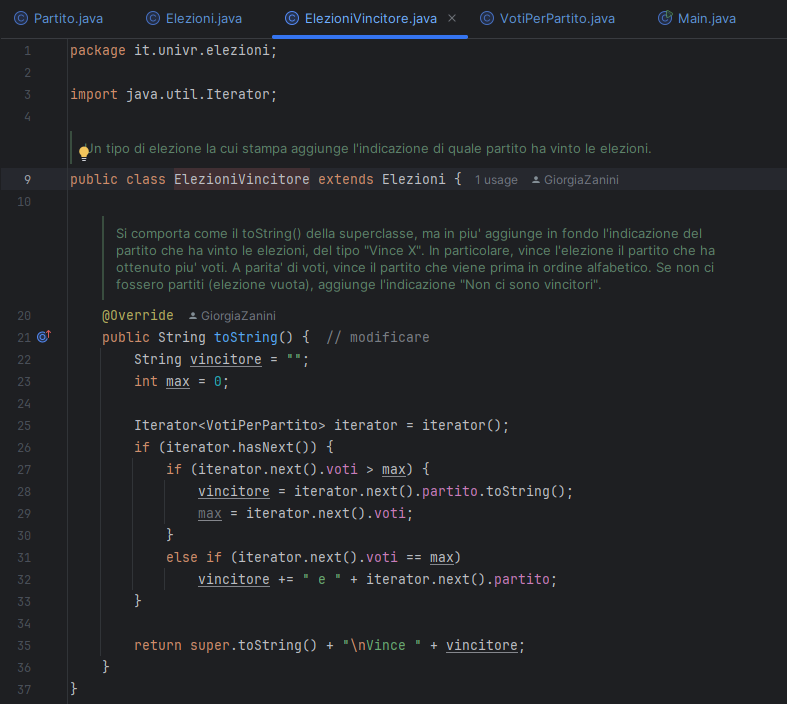 Partito.java Elezioni.java ElezioniVincitore.java × VotiPerPartito.java Main.java
1 package it.univr.elezioni;
2
3 import java.util.Iterator;
4
Un tipo di elezione la cui stampa aggiunge l'indicazione di quale partito ha vinto le elezioni.
9 public class ElezioniVincitore extends Elezioni { 1 usage GiorgiaZanini
10
Si comporta come il toString() della superclasse, ma in piu' aggiunge in fondo l'indicazione del
partito che ha vinto le elezioni, del tipo "Vince X". In particolare, vince l'elezione il partito che ha
ottenuto piu' voti. A parita' di voti, vince il partito che viene prima in ordine alfabetico. Se non ci
fossero partiti (elezione vuota), aggiunge l'indicazione "Non ci sono vincitori".
20 @Override GiorgiaZanini
21 public String toString() { // modificare
22 String vincitore = "";
23 int max = 0;
24
25 Iterator<VotiPerPartito> iterator = iterator();
26 if (iterator.hasNext()) {
27 if (iterator.next().voti > max) {
28 vincitore = iterator.next().partito.toString();
29 max = iterator.next().voti;
30 }
31 else if (iterator.next().voti == max)
32 vincitore += " e " + iterator.next().partito;
33 }
34
35 return super.toString() + "\nVince " + vincitore;
36 }
37 }